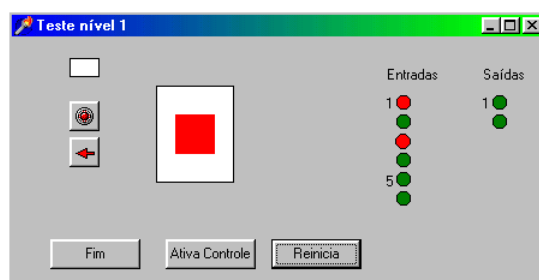 Teste nível 1
Entradas Saídas
1 1
5
Fim Ativa Controle Reinicia